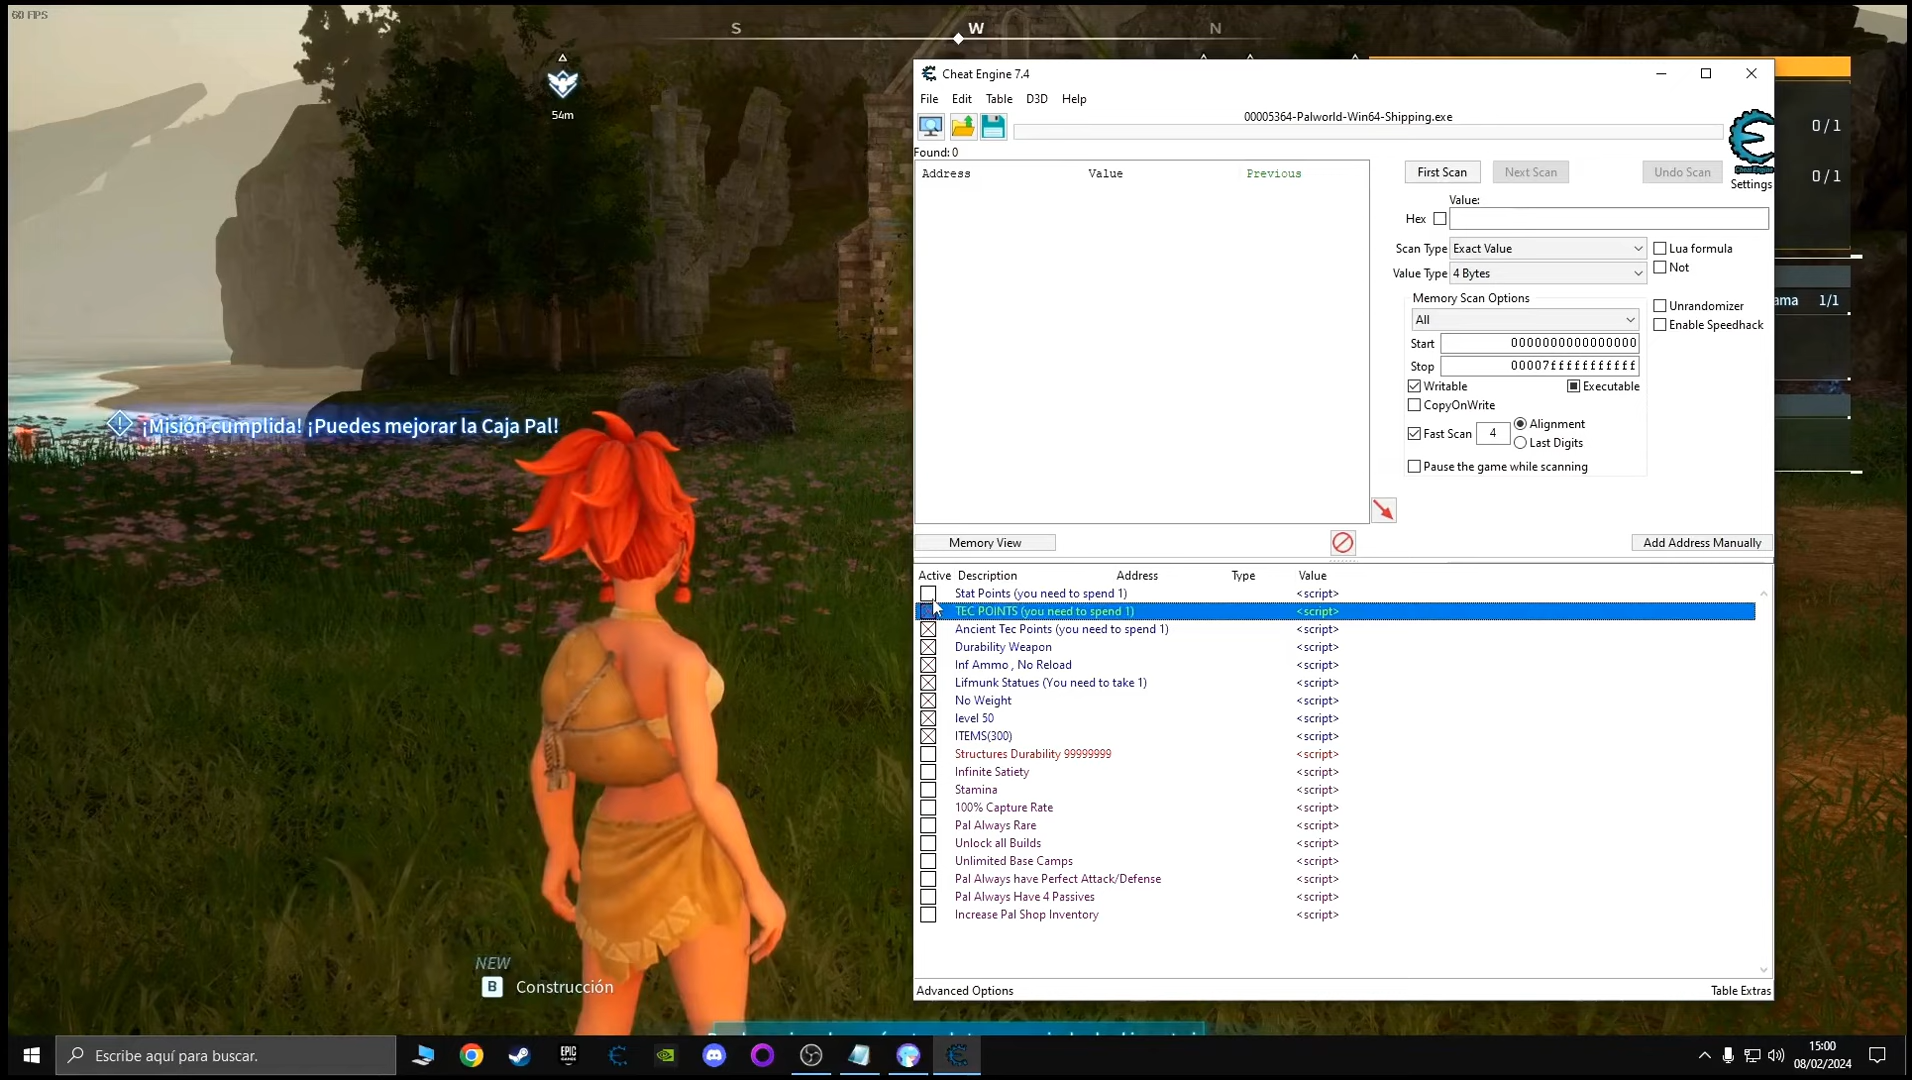 60 FPS
S
W
N
54m
Cheat Engine 7.4
File Edit Table D3D Help
00005364-Palworld-Win64-Shipping.exe
0 / 1
Found: 0
Address Value Previous
First Scan Next Scan Undo Scan
Settings
0 / 1
Value:
Hex
Scan Type Exact Value
Lua formula
Not
Value Type 4 Bytes
Memory Scan Options
All
Unrandomizer
Enable Speedhack
ama 1/1
Start 0000000000000000
Stop 00007fffffffffff
Writable Executable
CopyOnWrite
Fast Scan 4
Alignment
Last Digits
Pause the game while scanning
¡Misión cumplida! ¡Puedes mejorar la Caja Pal!
Memory View
Add Address Manually
Active Description Address Type Value
Stat Points (you need to spend 1) <script>
TEC POINTS (you need to spend 1) <script>
Ancient Tec Points (you need to spend 1) <script>
Durability Weapon <script>
Inf Ammo , No Reload <script>
Lifmunk Statues (You need to take 1) <script>
No Weight <script>
level 50 <script>
ITEMS(300) <script>
Structures Durability 99999999 <script>
Infinite Satiety <script>
Stamina <script>
100% Capture Rate <script>
Pal Always Rare <script>
Unlock all Builds <script>
Unlimited Base Camps <script>
Pal Always have Perfect Attack/Defense <script>
Pal Always Have 4 Passives <script>
Increase Pal Shop Inventory <script>
NEW
B Construcción
Advanced Options
Table Extras
Escribe aquí para buscar.
EPIC
GAMES
15:00
08/02/2024